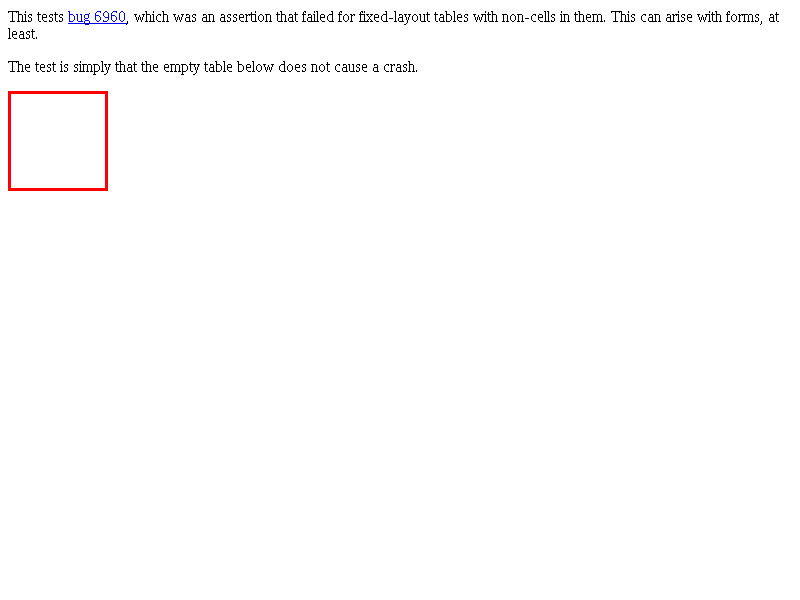 This tests bug 6960, which was an assertion that failed for fixed-layout tables with non-cells in them. This can arise with forms, at
least.
The test is simply that the empty table below does not cause a crash.